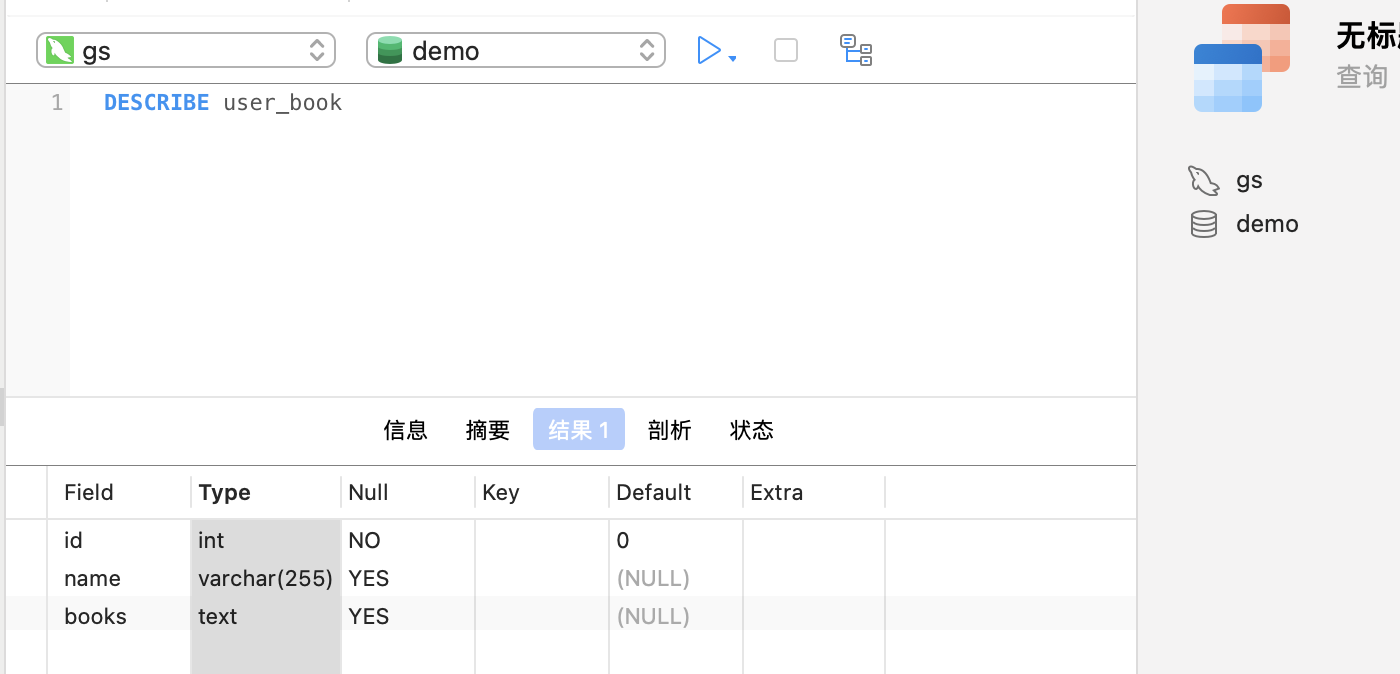 gs demo
1 DESCRIBE user_book
信息 摘要 结果 1 剖析 状态
Field Type Null Key Default Extra
id int NO 0
name varchar(255) YES (NULL)
books text YES (NULL)
无标
查询
gs
demo